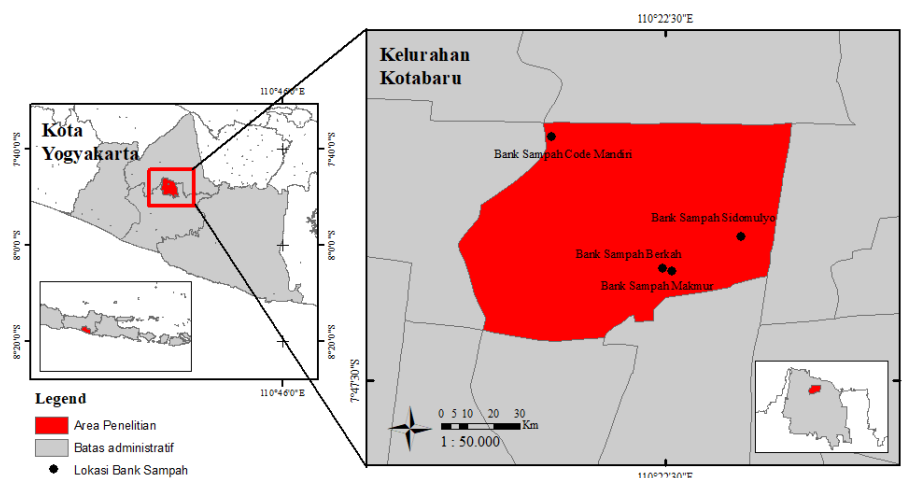 110°22'30"E
Kelurahan
Kotabaru
110°46'0"E
Kota
Yogyakarta
7°40'0"S
7°40'0"S
Bank Sampah Code Mandiri
Bank Sampah Sidomulyo
8°0'0"S
8°0'0"S
Bank Sampah Berkah
Bank Sampah Makmur
8°20'0"S
8°20'0"S
7°47'30"S
110°46'0"E
Legend
Area Penelitian
Batas administratif
Lokasi Bank Sampah
0 5 10 20 30
Km
1 : 50.000
110°22'30"E